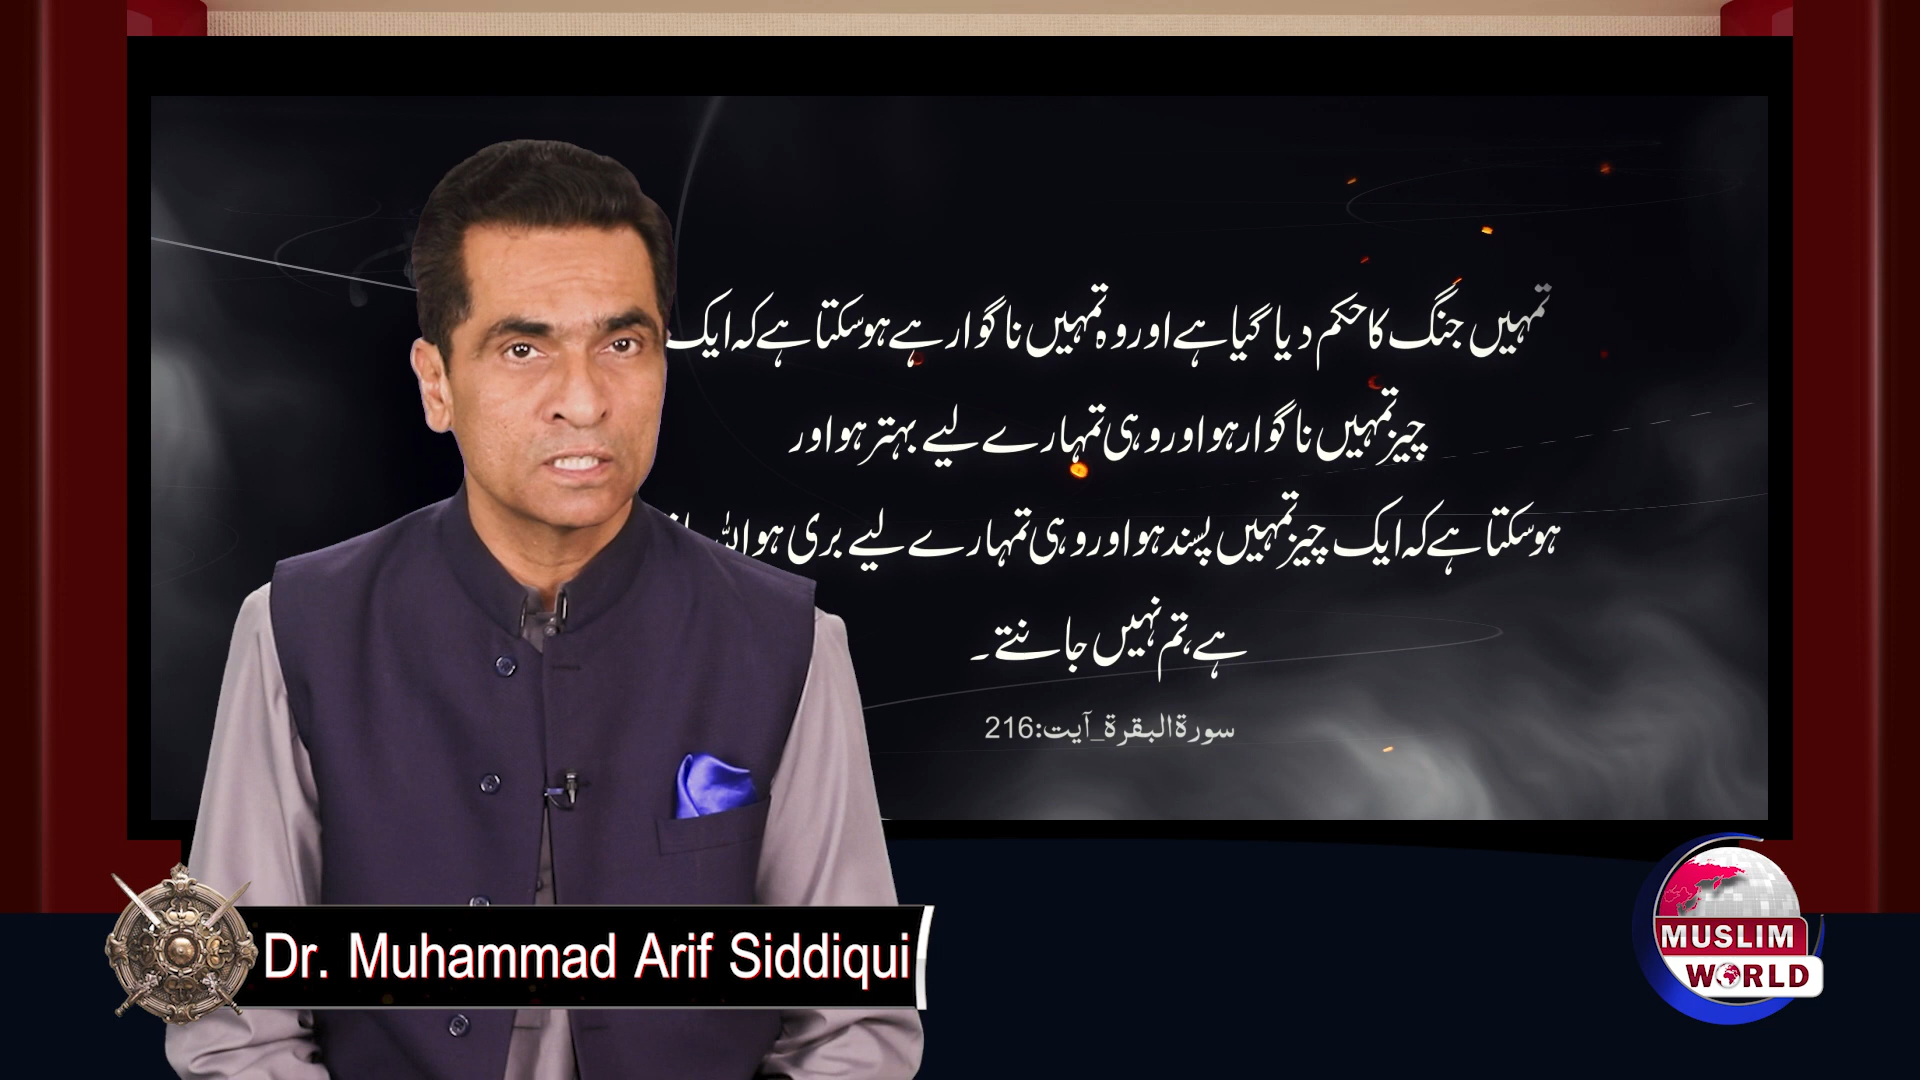 تمہیں جنگ کا حکم دیا گیا ہے اور وہ تمہیں ناگوار ہے ہوسکتا ہے کہ ایک
چیز تمہیں ناگوار ہو اور وہی تمہارے لیے بہتر ہو اور
ہوسکتا ہے کہ ایک چیز تمہیں پسند ہو اور وہی تمہارے لیے بری ہو اللہ
ہے، تم نہیں جانتے۔
سورۃالبقرۃ_آیت:216
Dr. Muhammad Arif Siddiqui
MUSLIM
WORLD